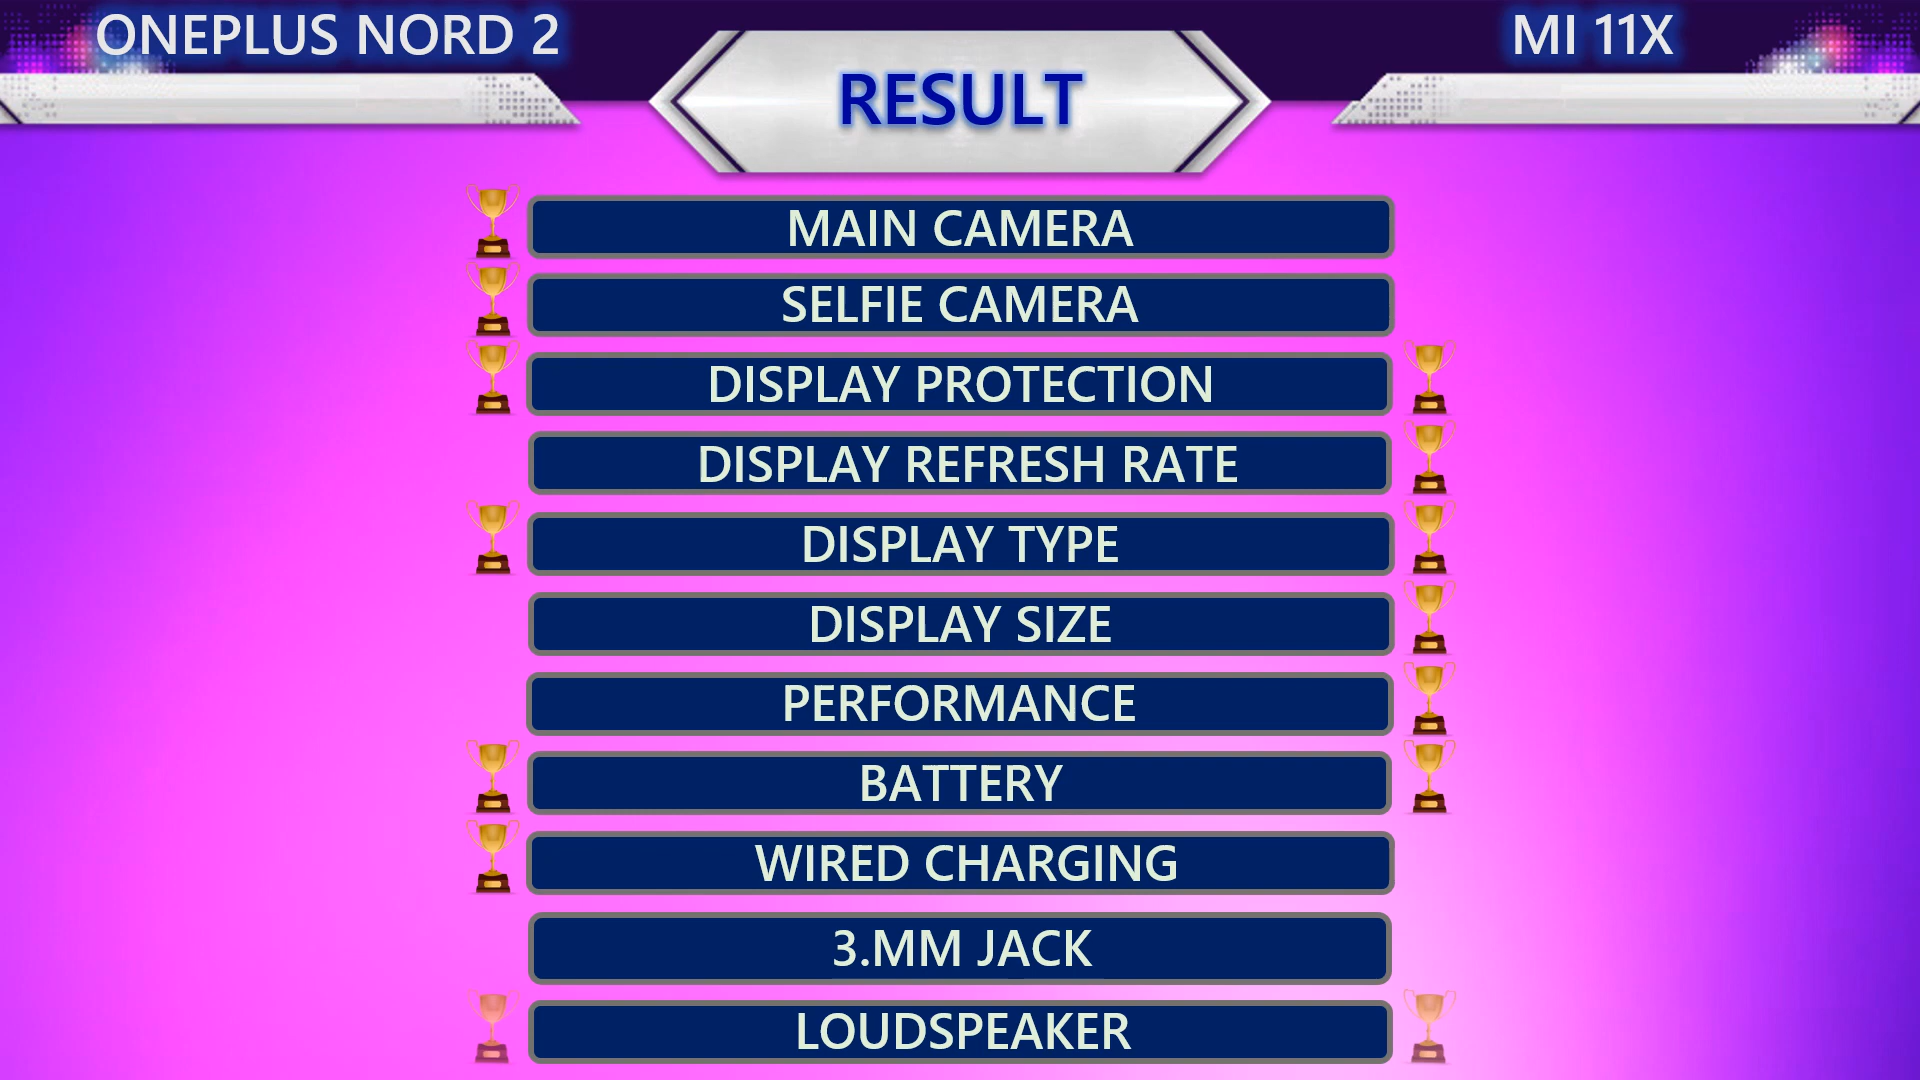 ONEPLUS NORD 2
MI 11X
RESULT
MAIN CAMERA
SELFIE CAMERA
DISPLAY PROTECTION
DISPLAY REFRESH RATE
DISPLAY TYPE
DISPLAY SIZE
PERFORMANCE
BATTERY
WIRED CHARGING
3.MM JACK
LOUDSPEAKER